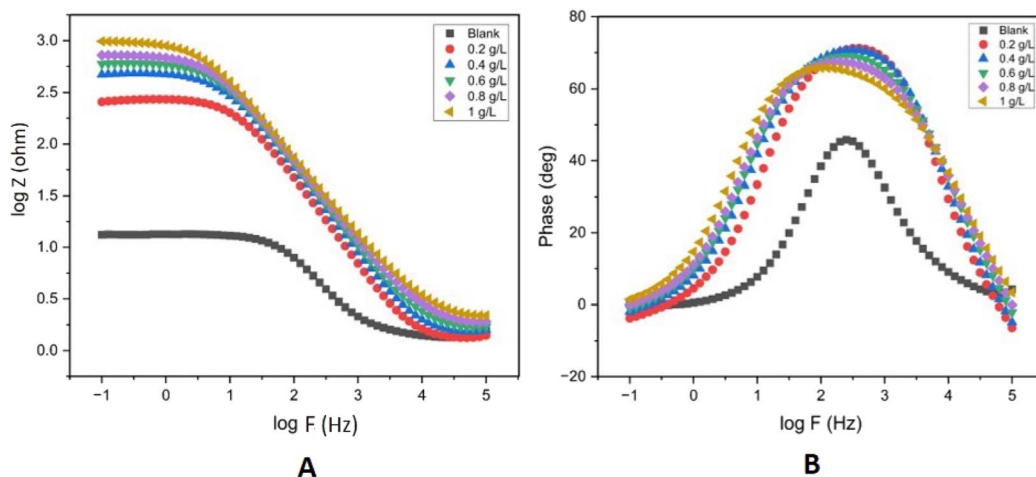 3.0
2.5
2.0
1.5
1.0
0.5
0.0
log Z (ohm)
−1 0 1 2 3 4 5
log F (Hz)
Blank
0.2 g/L
0.4 g/L
0.6 g/L
0.8 g/L
1 g/L
A
80
60
40
20
0
−20
Phase (deg)
−1 0 1 2 3 4 5
log F (Hz)
Blank
0.2 g/L
0.4 g/L
0.6 g/L
0.8 g/L
1 g/L
B